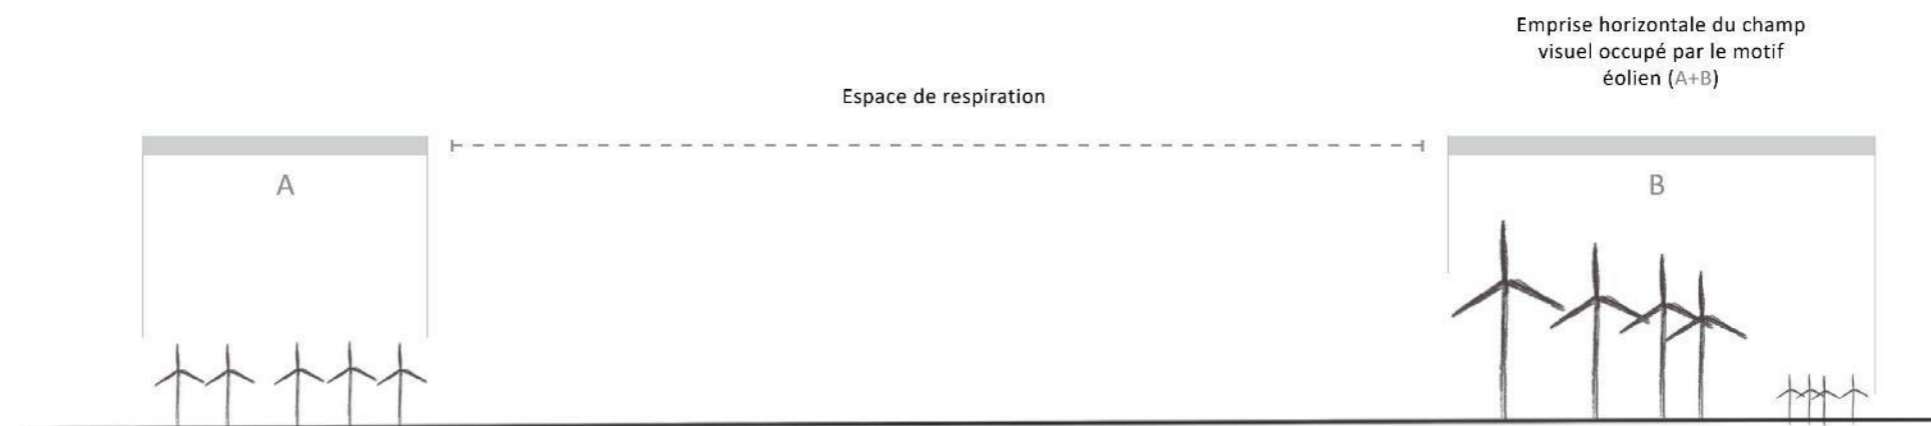 Emprise horizontale du champ
visuel occupé par le motif
éolien (A+B)
Espace de respiration
A
B